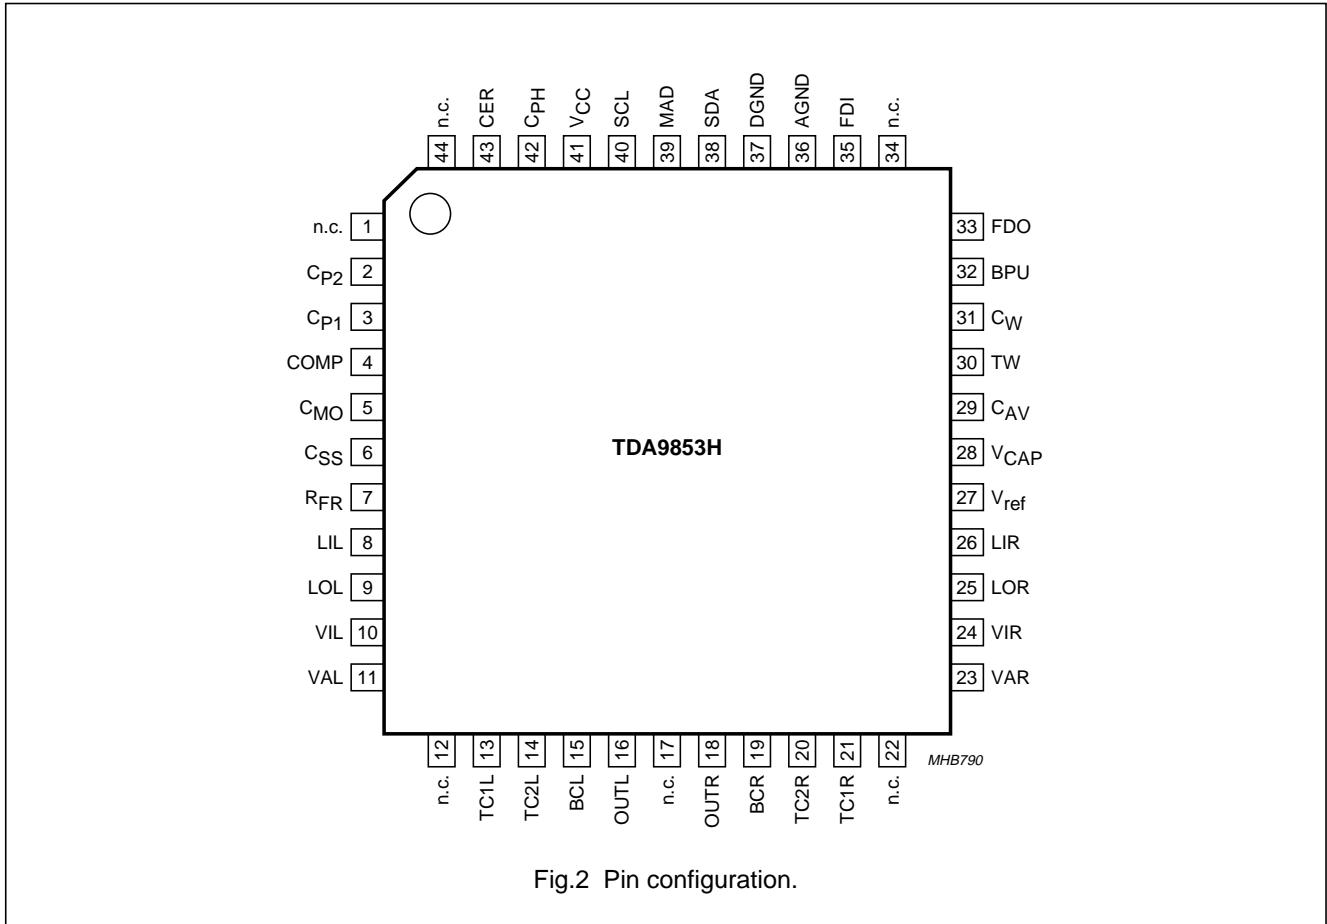 n.c. CER CPH VCC SCL MAD SDA DGND AGND FDI n.c.
44 43 42 41 40 39 38 37 36 35 34
n.c. 1
CP2 2
CP1 3
COMP 4
CMO 5
CSS 6
RFR 7
LIL 8
LOL 9
VIL 10
VAL 11
TDA9853H
33 FDO
32 BPU
31 CW
30 TW
29 CAV
28 VCAP
27 Vref
26 LIR
25 LOR
24 VIR
23 VAR
12 13 14 15 16 17 18 19 20 21 22
n.c. TC1L TC2L BCL OUTL n.c. OUTR BCR TC2R TC1R n.c.
MHB790
Fig.2 Pin configuration.